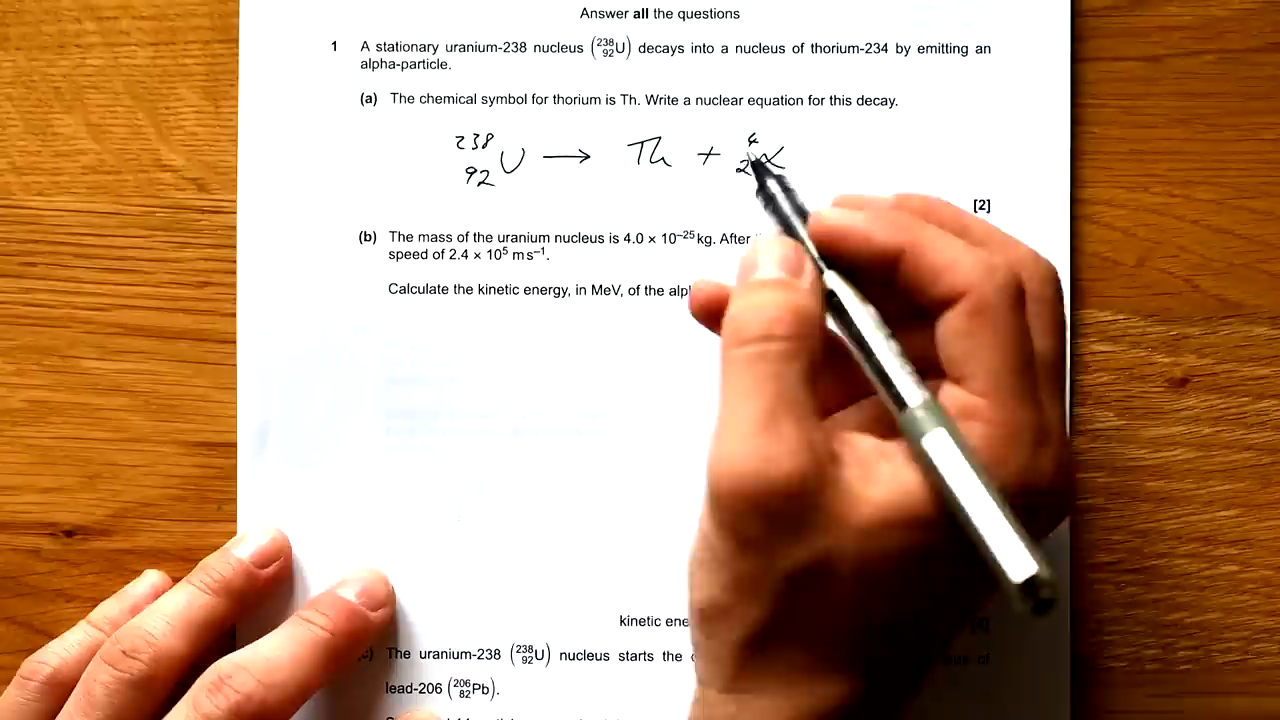 Answer all the questions
1 A stationary uranium-238 nucleus (²³⁸₉₂U) decays into a nucleus of thorium-234 by emitting an
alpha-particle.
(a) The chemical symbol for thorium is Th. Write a nuclear equation for this decay.
²³⁸₉₂U → Th + ⁴₂α
[2]
(b) The mass of the uranium nucleus is 4.0 × 10⁻²⁵ kg. After
speed of 2.4 × 10⁵ m s⁻¹.
Calculate the kinetic energy, in MeV, of the
kinetic
[4]
(c) The uranium-238 (²³⁸₉₂U) nucleus starts the of
lead-206 (²⁰⁶₈₂Pb).